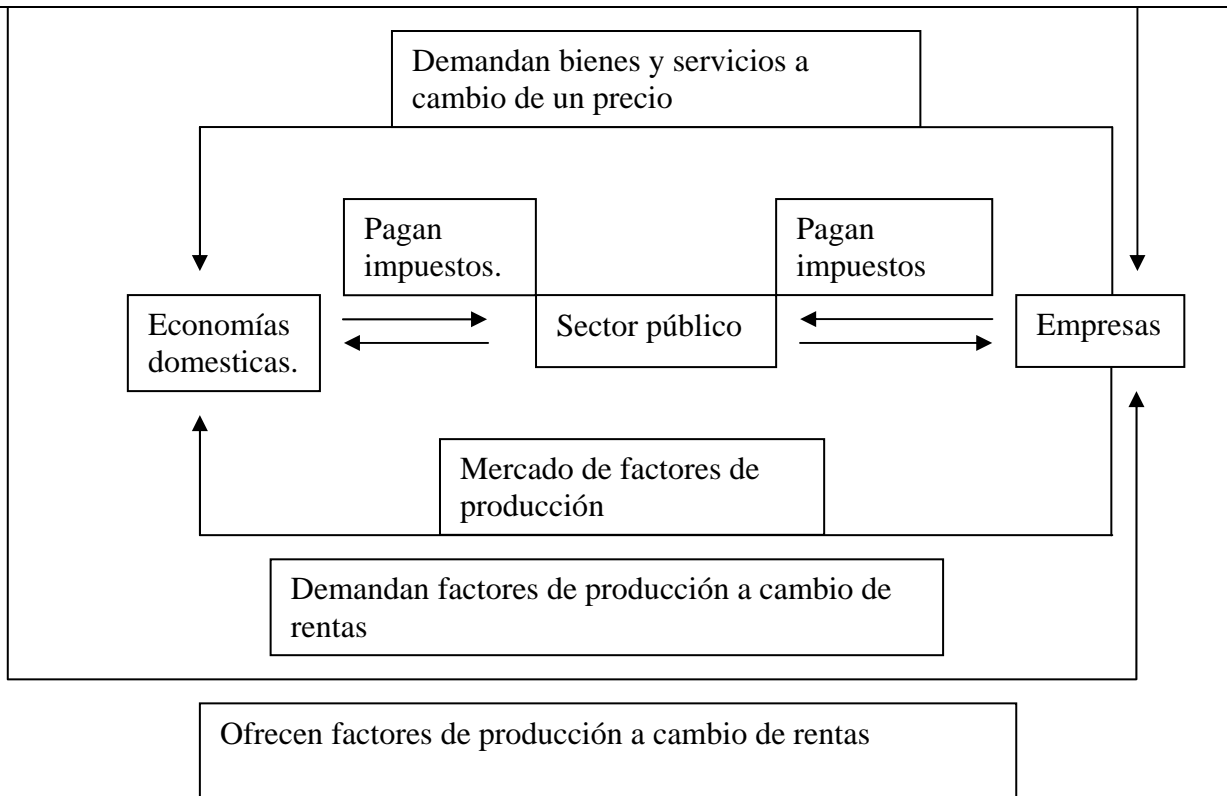 Demandan bienes y servicios a
cambio de un precio
Pagan
impuestos.
Pagan
impuestos
Economías
domesticas.
Sector público
Empresas
Mercado de factores de
producción
Demandan factores de producción a cambio de
rentas
Ofrecen factores de producción a cambio de rentas